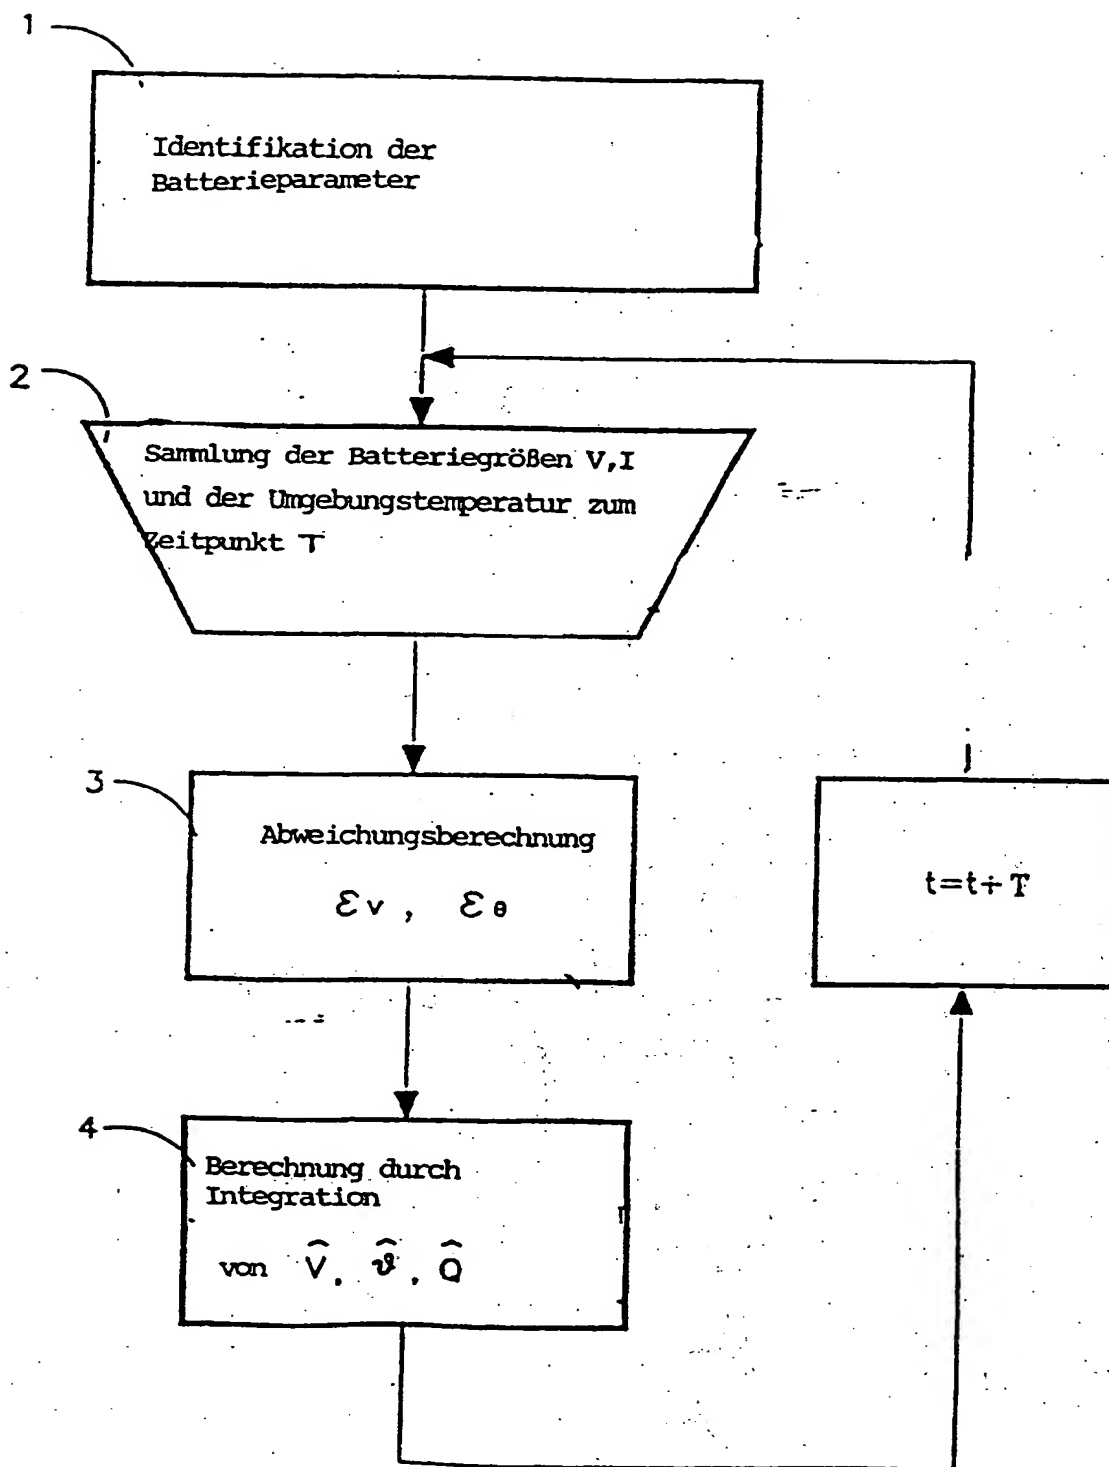 1
Identifikation der
Batterieparameter
2
Sammlung der Batteriegrößen V,I
und der Umgebungstemperatur zum
Zeitpunkt T
3
Abweichungsberechnung
εv , εθ
t=t+T
4
Berechnung durch
Integration
von V̂, ϑ̂, Q̂